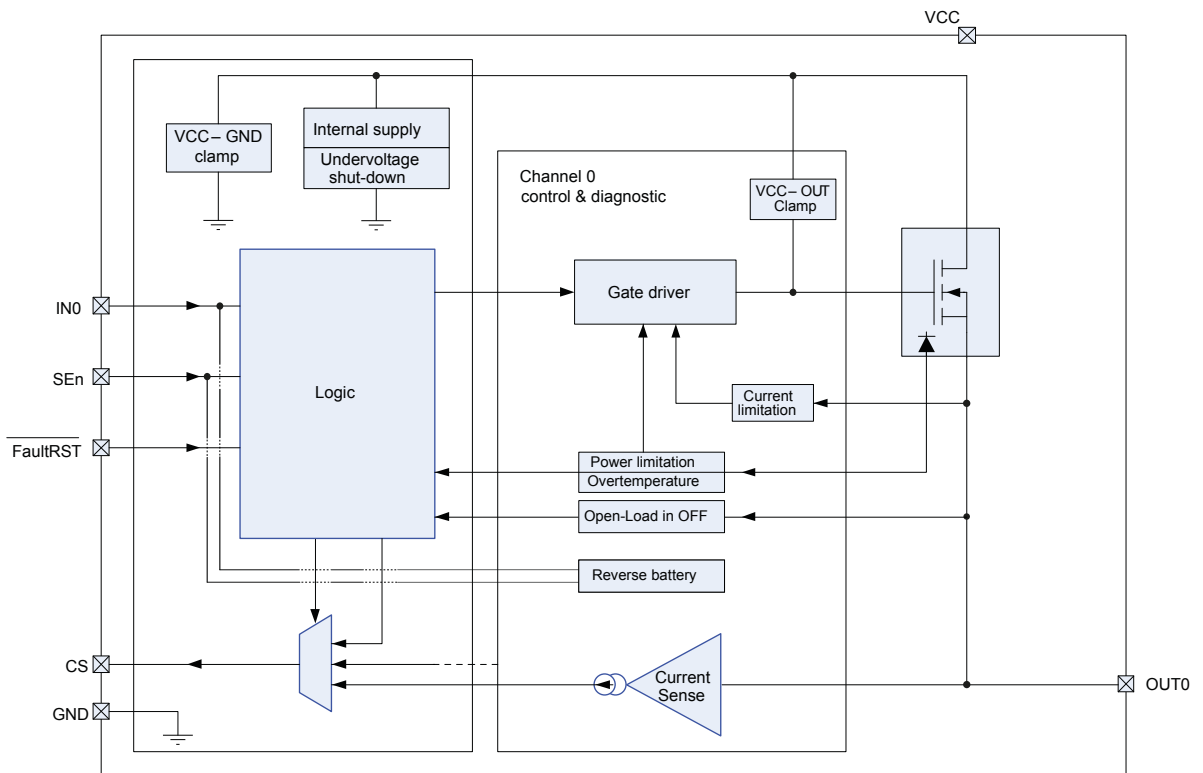 VCC
VCC – GND
clamp
Internal supply
Undervoltage
shut-down
Channel 0
control & diagnostic
VCC – OUT
Clamp
IN0
Gate driver
SEn
Logic
Current
limitation
FaultRST
Power limitation
Overtemperature
Open-Load in OFF
Reverse battery
CS
Current
Sense
OUT0
GND